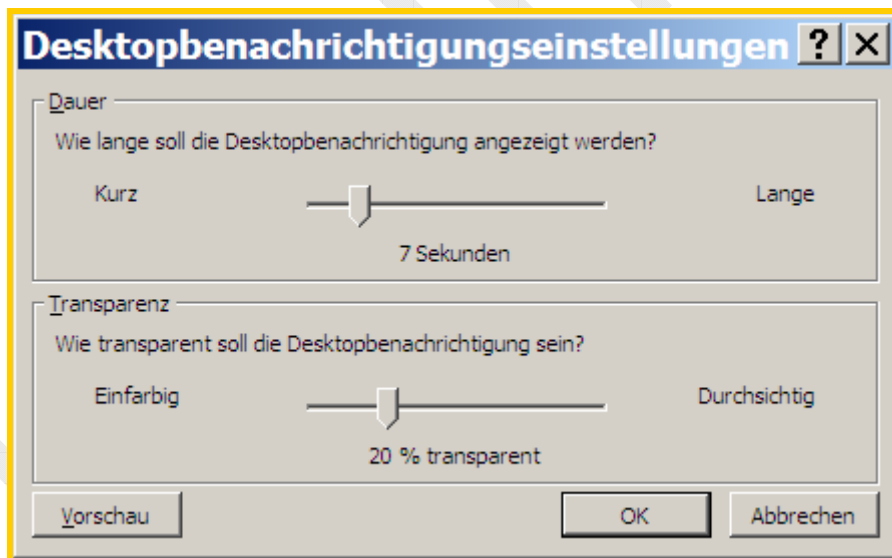 Desktopbenachrichtigungseinstellungen
Dauer
Wie lange soll die Desktopbenachrichtigung angezeigt werden?
Kurz Lange
7 Sekunden
Transparenz
Wie transparent soll die Desktopbenachrichtigung sein?
Einfarbig Durchsichtig
20 % transparent
Vorschau OK Abbrechen